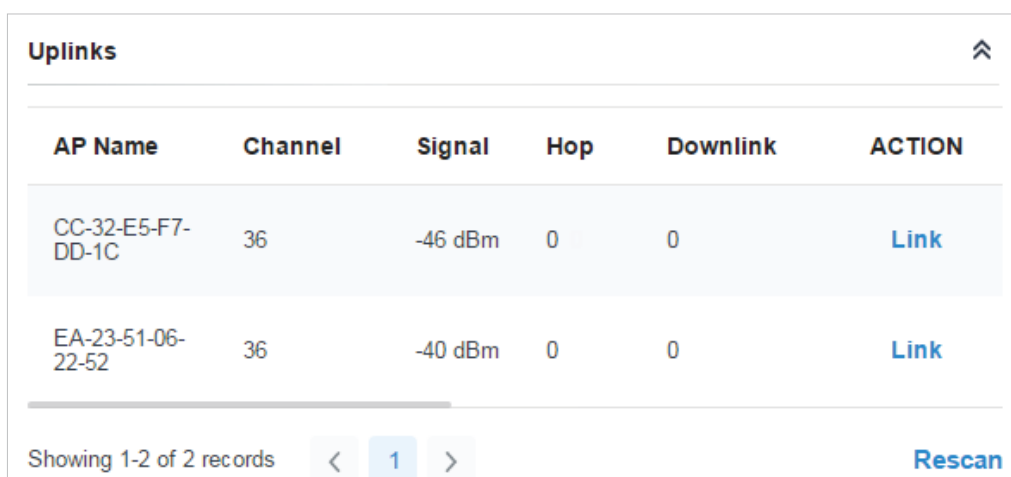 Uplinks
AP Name Channel Signal Hop Downlink ACTION
CC-32-E5-F7-
DD-1C 36 -46 dBm 0 0 Link
EA-23-51-06-
22-52 36 -40 dBm 0 0 Link
Showing 1-2 of 2 records < 1 > Rescan